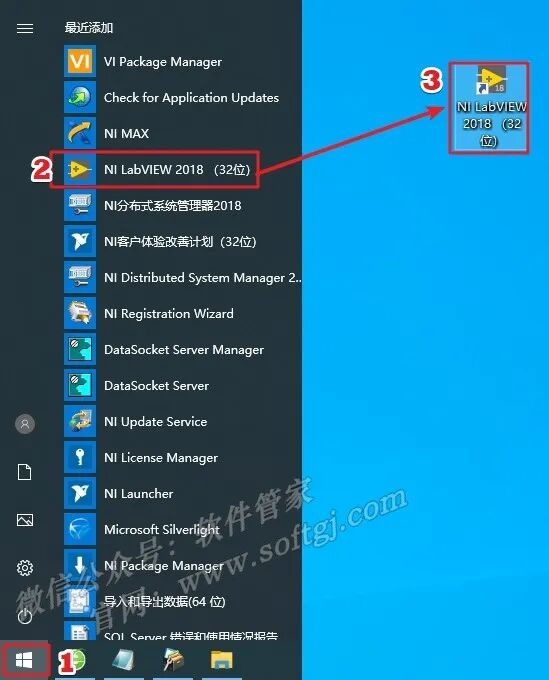 最近添加
VI Package Manager
Check for Application Updates
NI MAX
2
NI LabVIEW 2018 （32位）
NI分布式系统管理器2018
NI客户体验改善计划（32位）
NI Distributed System Manager 2...
NI Registration Wizard
DataSocket Server Manager
DataSocket Server
NI Update Service
NI License Manager
NI Launcher
Microsoft Silverlight
NI Package Manager
导入和导出数据(64 位)
SQL Server 错误和使用情况报告
1
3
18
NI LabVIEW
2018 （32
位）
微信公众号：软件管家
官网：www.softgj.com